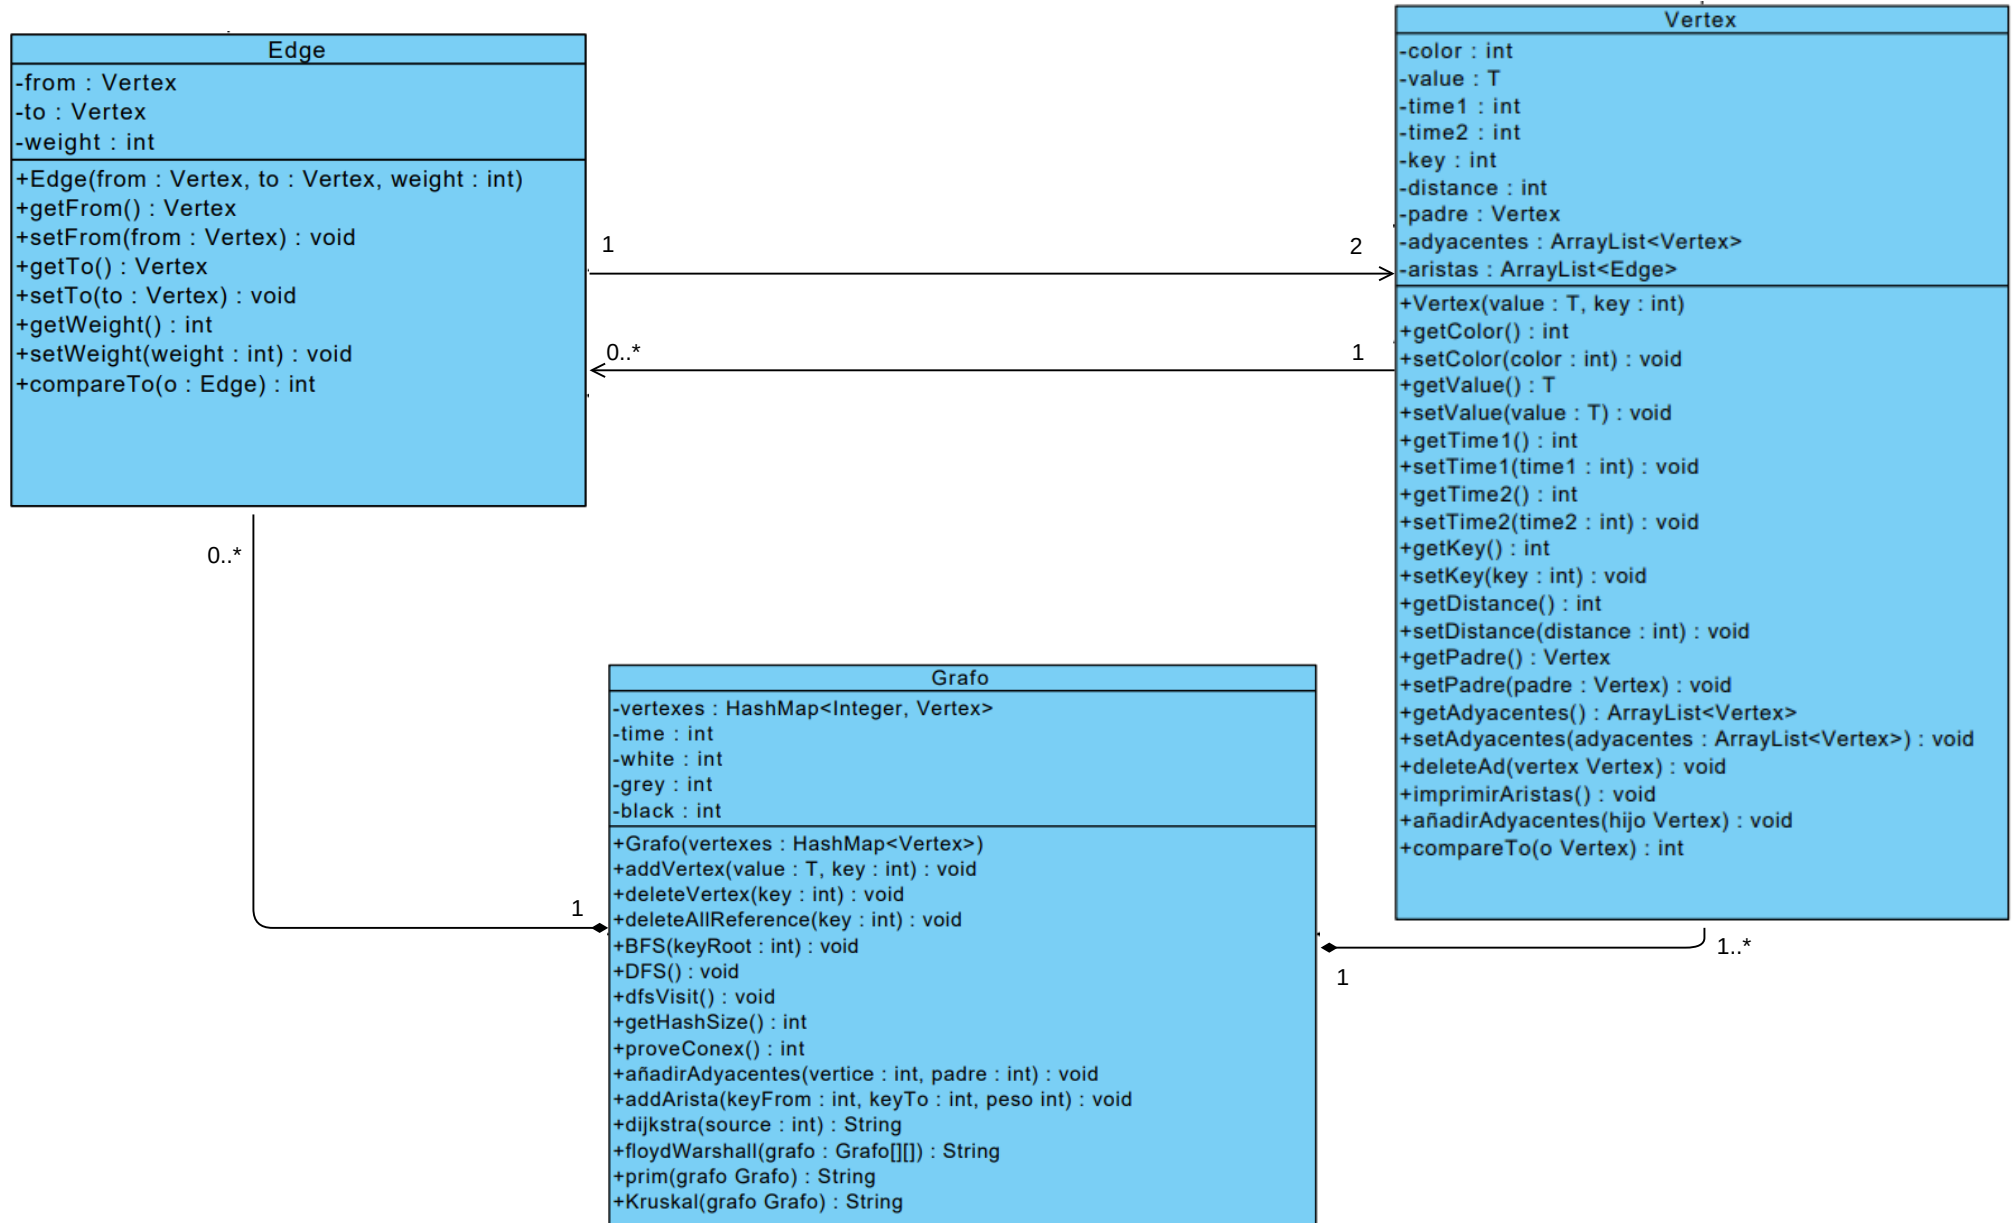 Edge
-from : Vertex
-to : Vertex
-weight : int
+Edge(from : Vertex, to : Vertex, weight : int)
+getFrom() : Vertex
+setFrom(from : Vertex) : void
+getTo() : Vertex
+setTo(to : Vertex) : void
+getWeight() : int
+setWeight(weight : int) : void
+compareTo(o : Edge) : int
1
2
0..*
1
Vertex
-color : int
-value : T
-time1 : int
-time2 : int
-key : int
-distance : int
-padre : Vertex
-adyacentes : ArrayList<Vertex>
-aristas : ArrayList<Edge>
+Vertex(value : T, key : int)
+getColor() : int
+setColor(color : int) : void
+getValue() : T
+setValue(value : T) : void
+getTime1() : int
+setTime1(time1 : int) : void
+getTime2() : int
+setTime2(time2 : int) : void
+getKey() : int
+setKey(key : int) : void
+getDistance() : int
+setDistance(distance : int) : void
+getPadre() : Vertex
+setPadre(padre : Vertex) : void
+getAdyacentes() : ArrayList<Vertex>
+setAdyacentes(adyacentes : ArrayList<Vertex>) : void
+deleteAd(vertex Vertex) : void
+imprimirAristas() : void
+añadirAdyacentes(hijo Vertex) : void
+compareTo(o Vertex) : int
0..*
1
1
1..*
Grafo
-vertexes : HashMap<Integer, Vertex>
-time : int
-white : int
-grey : int
-black : int
+Grafo(vertexes : HashMap<Vertex>)
+addVertex(value : T, key : int) : void
+deleteVertex(key : int) : void
+deleteAllReference(key : int) : void
+BFS(keyRoot : int) : void
+DFS() : void
+dfsVisit() : void
+getHashSize() : int
+proveConex() : int
+añadirAdyacentes(vertice : int, padre : int) : void
+addArista(keyFrom : int, keyTo : int, peso int) : void
+dijkstra(source : int) : String
+floydWarshall(grafo : Grafo[][]) : String
+prim(grafo Grafo) : String
+Kruskal(grafo Grafo) : String